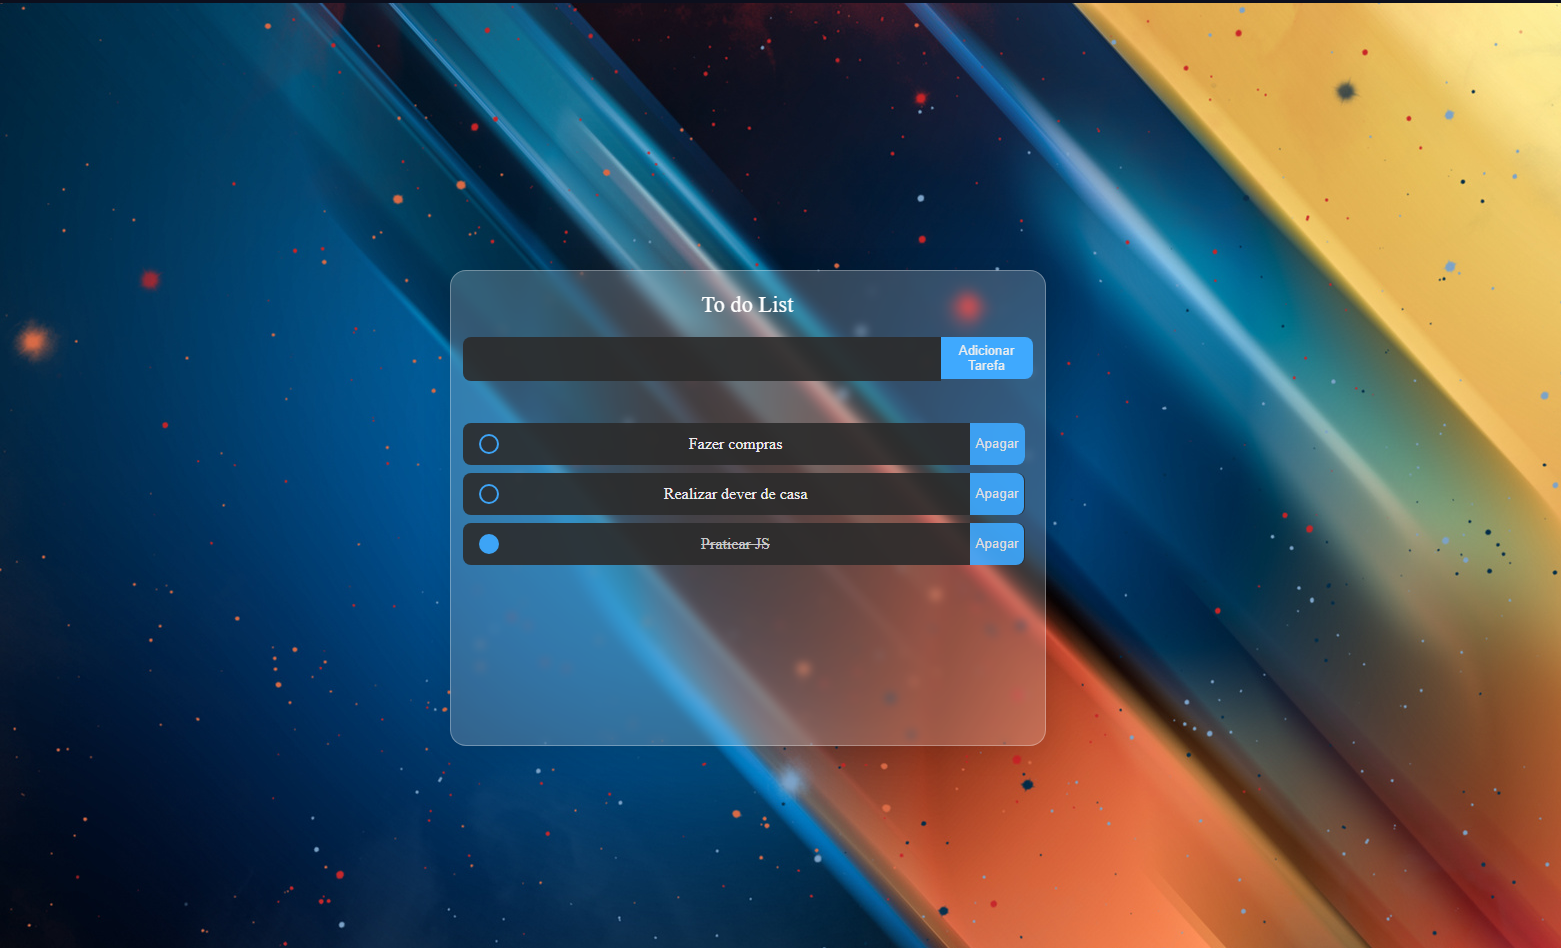 To do List
Adicionar
Tarefa
Fazer compras
Apagar
Realizar dever de casa
Apagar
Praticar JS
Apagar